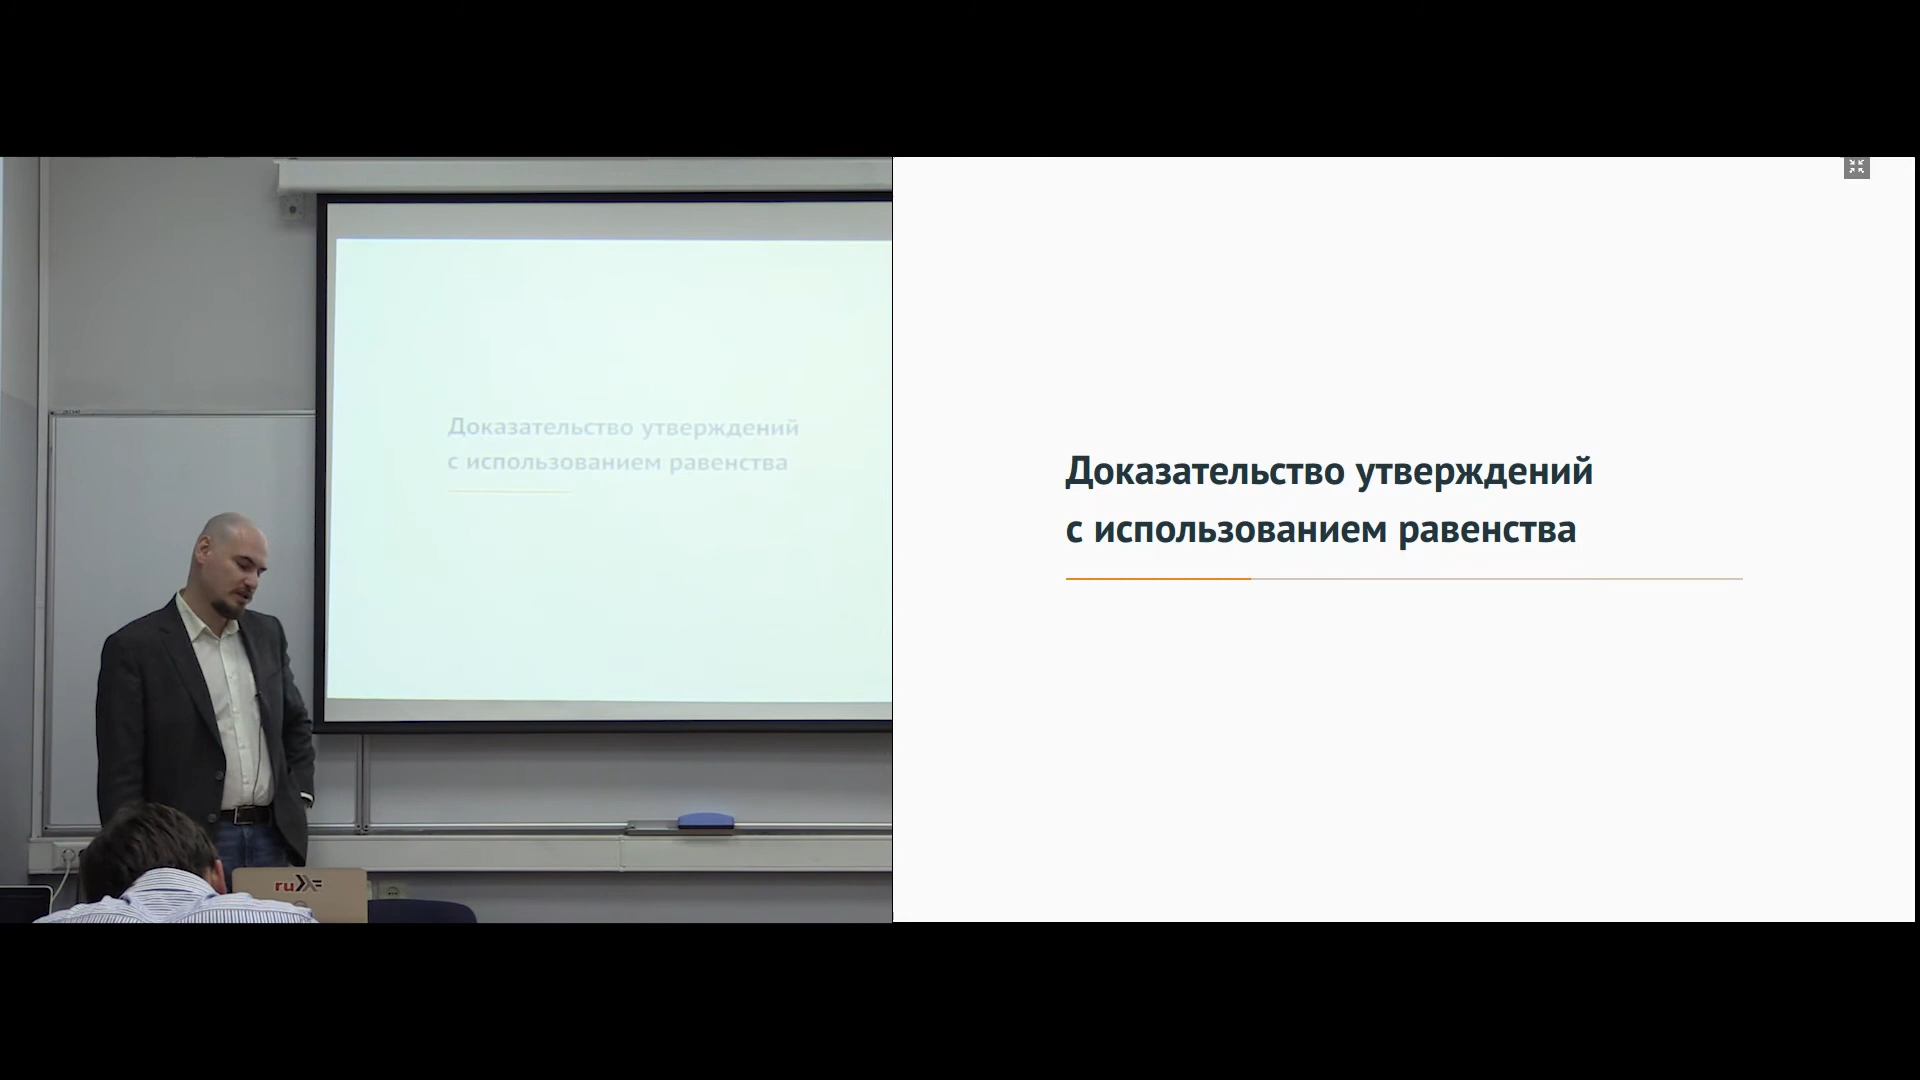 Доказательство утверждений
с использованием равенства
Доказательство утверждений
с использованием равенства
ru